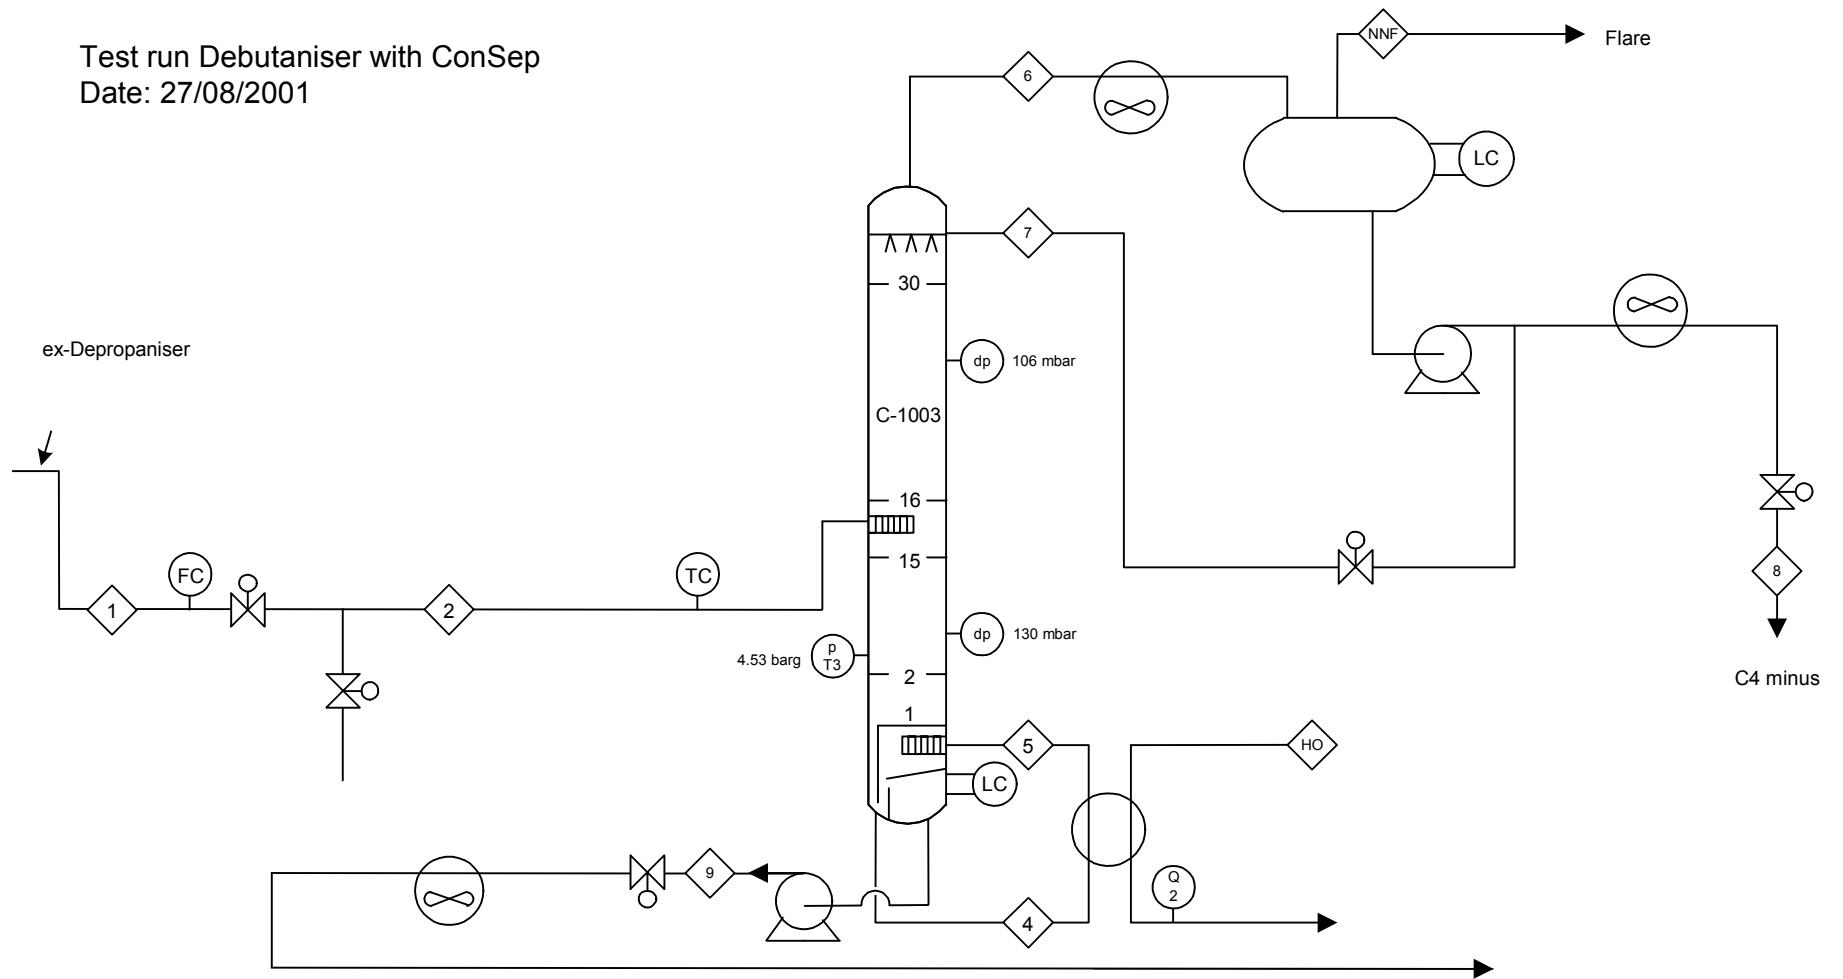 Test run Debutaniser with ConSep
Date: 27/08/2001
NNF
Flare
6
LC
7
30
ex-Depropaniser
dp
106 mbar
C-1003
16
15
FC
TC
8
1
2
dp
130 mbar
4.53 barg
p
T3
2
C4 minus
1
5
HO
LC
9
Q
2
4